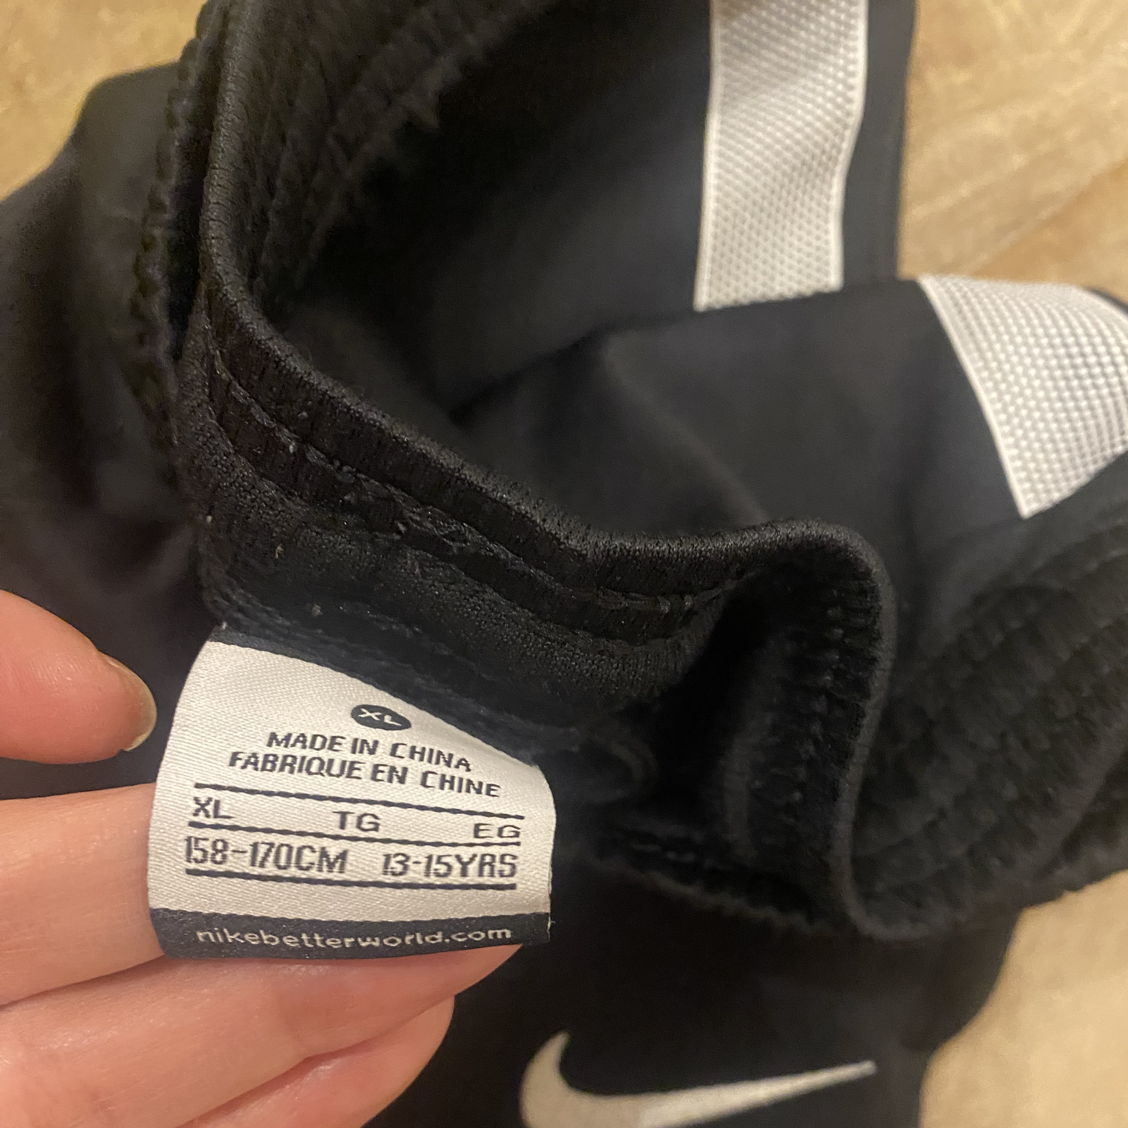 XL
MADE IN CHINA
FABRIQUE EN CHINE
XL TG EG
158-170CM 13-15YRS
nikebetterworld.com